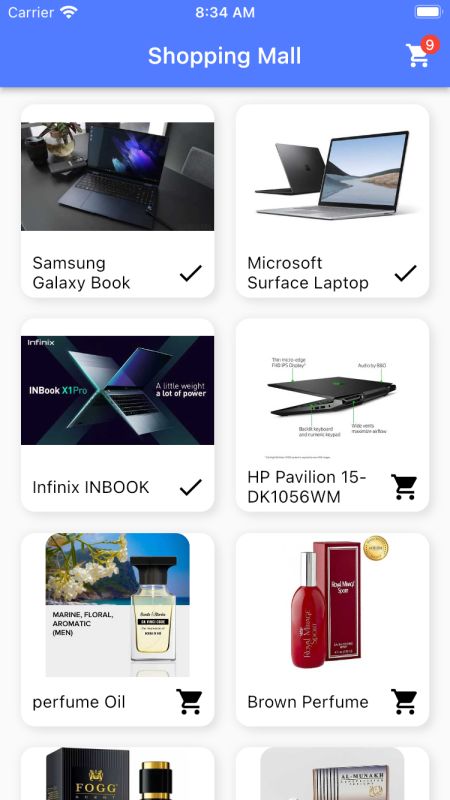 Carrier
8:34 AM
Shopping Mall
9
Samsung
Galaxy Book
Microsoft
Surface Laptop
Infinix
INBook X1Pro
A little weight
a lot of power
Infinix INBOOK
Thin micro-edge
FHD IPS Display
Audio by B&O
Backlit keyboard
and numeric keypad
Wide vents
maximize airflow
HP Pavilion 15-
DK1056WM
MARINE, FLORAL,
AROMATIC
(MEN)
DA VINCI CODE
perfume Oil
Royal Mirage
Sport
Brown Perfume
FOGG
AL-MUNAKH